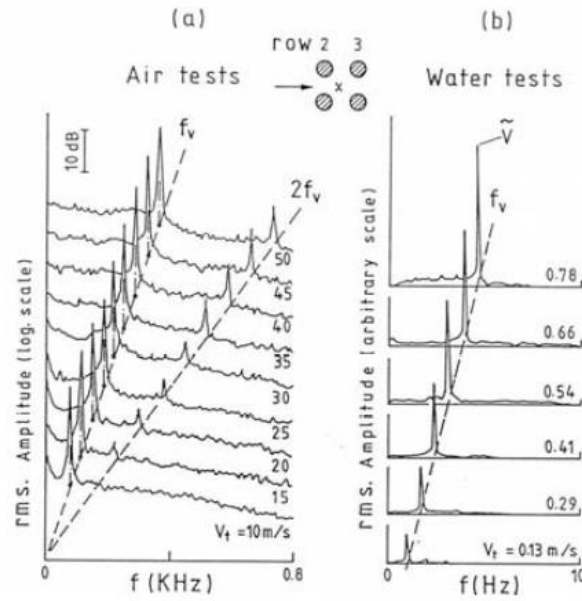 (a)
(b)
row 2 3
Air tests
Water tests
x
10 dB
f_v
2f_v
Ṽ
f_v
rms. Amplitude (log. scale)
rms. Amplitude (arbitrary scale)
50
45
40
35
30
25
20
15
V_t = 10 m/s
0.78
0.66
0.54
0.41
0.29
V_t = 0.13 m/s
0
0.8
f (KHz)
0
10
f (Hz)